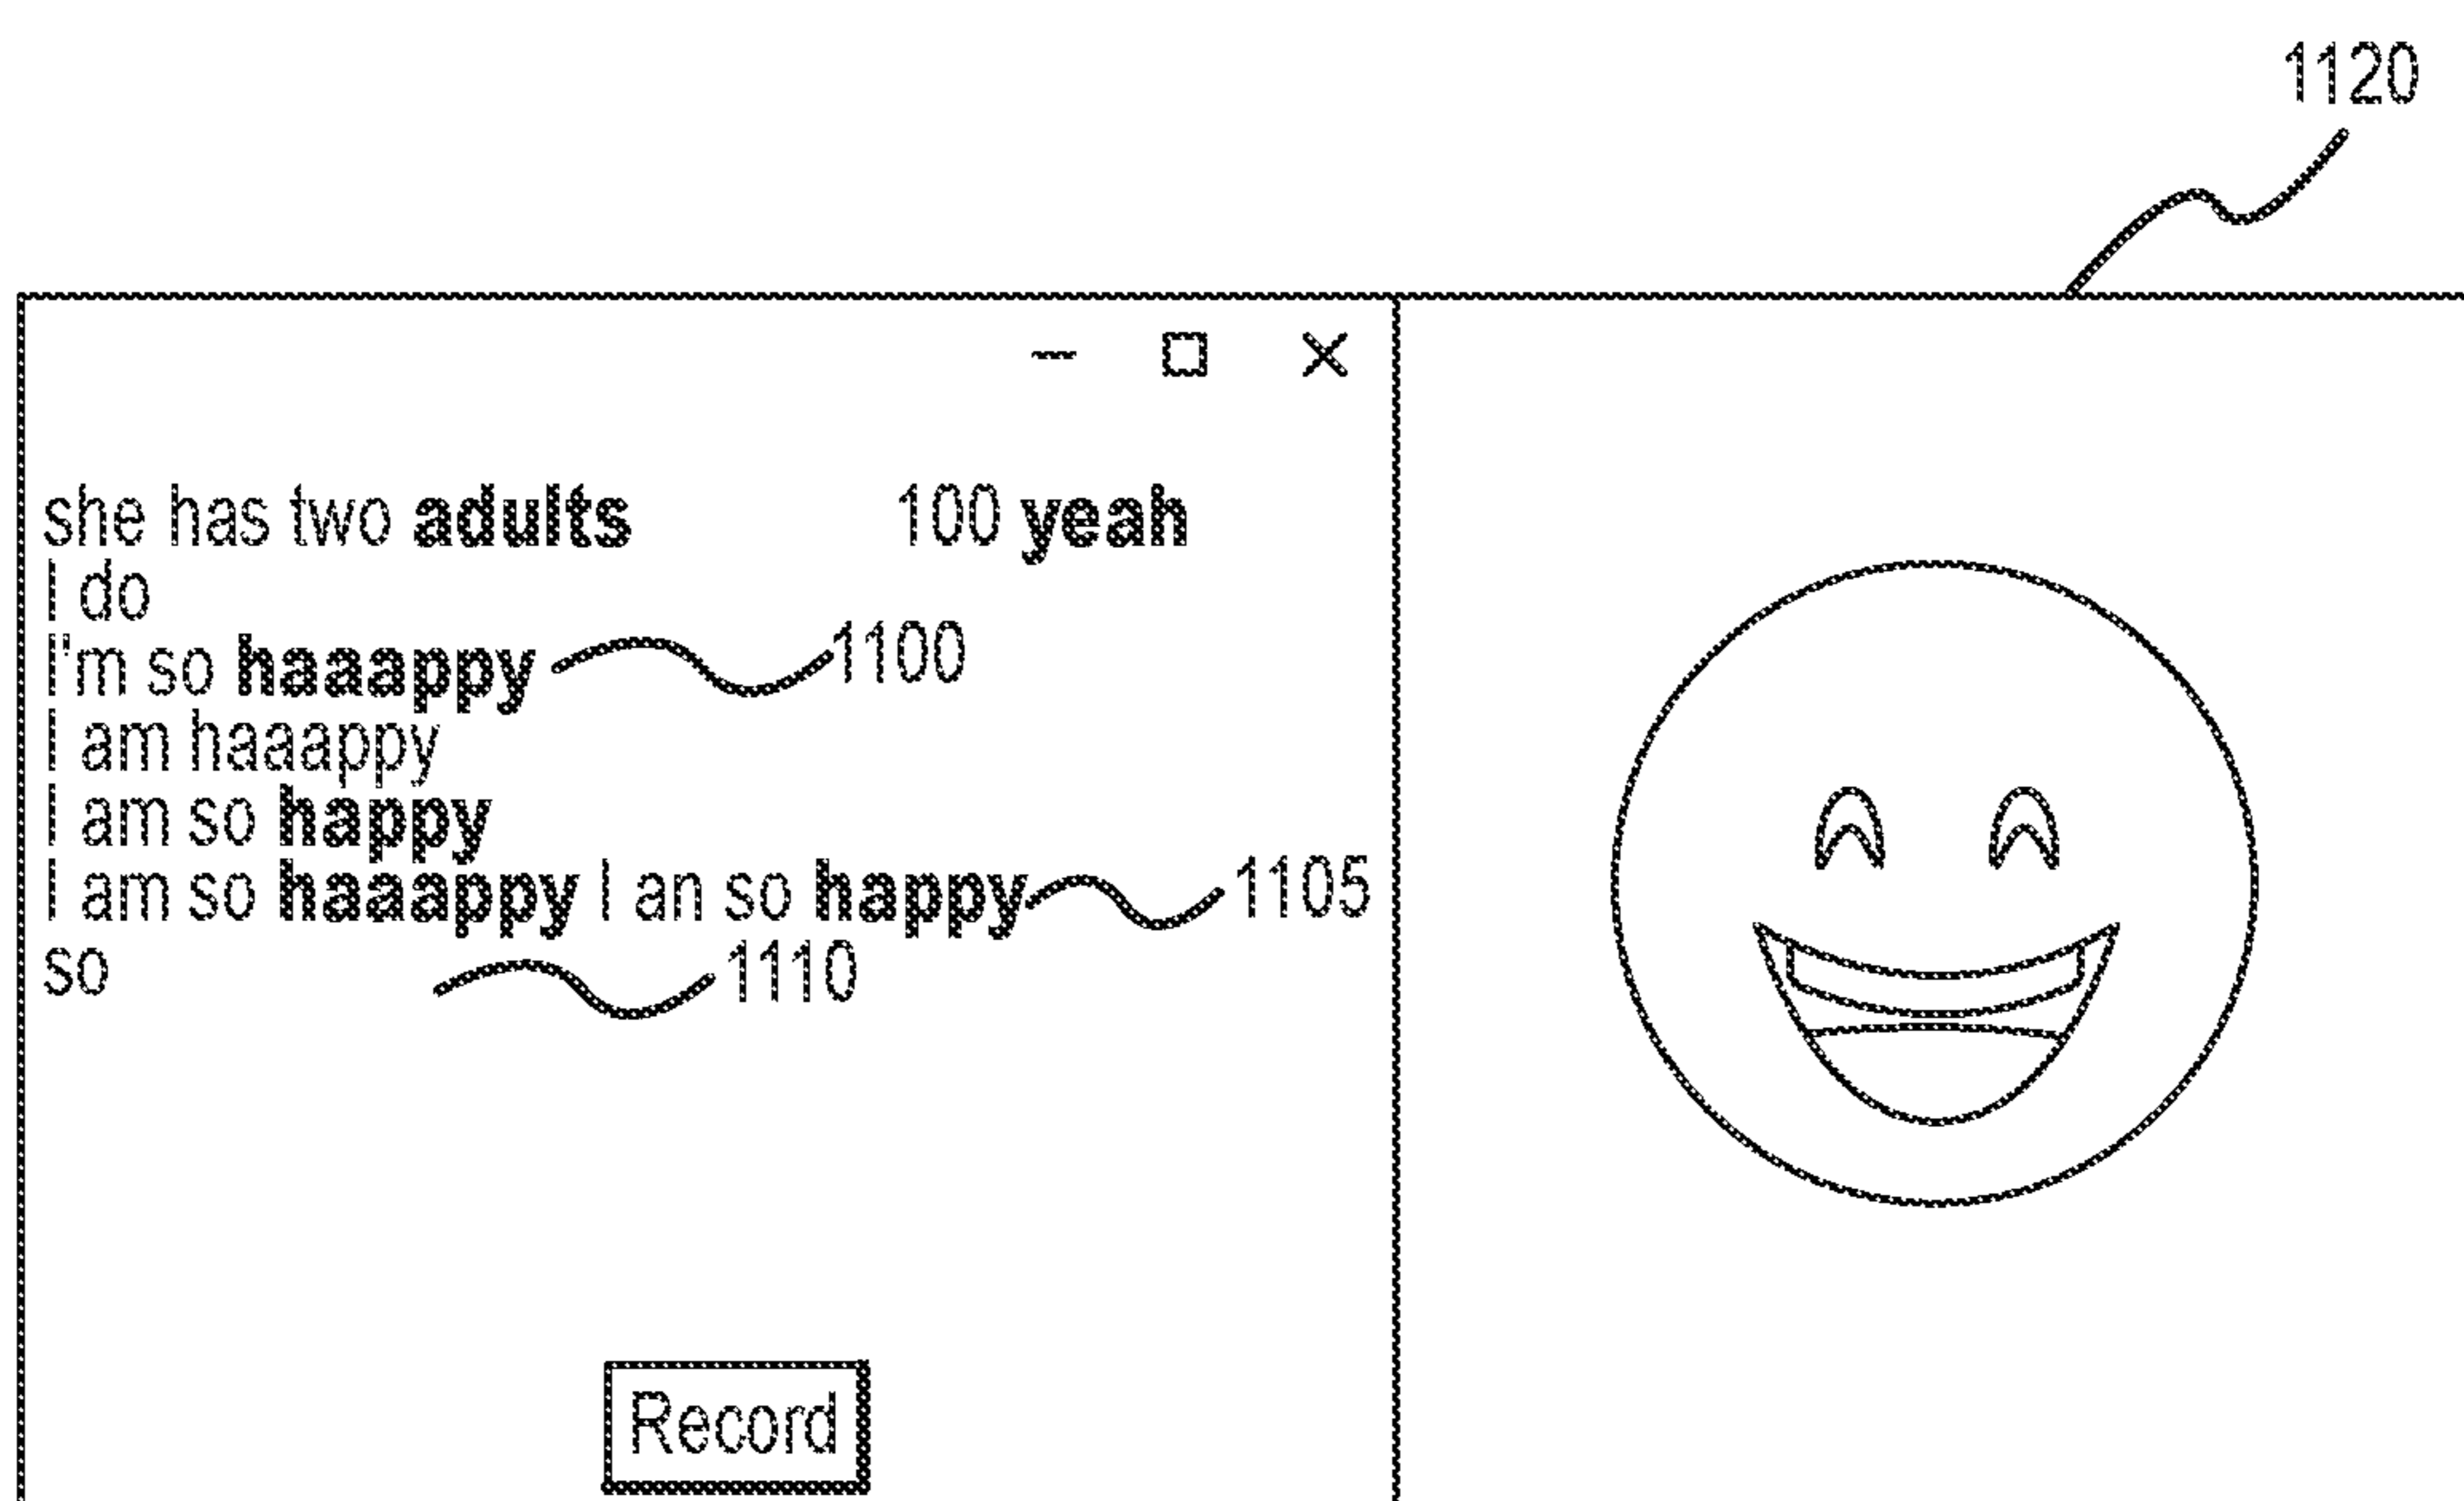 1120
she has two adults 100 yeah
I do
I'm so haaappy 1100
I am haaappy
I am so happy
I am so haaappy I an so happy 1105
so 1110
Record